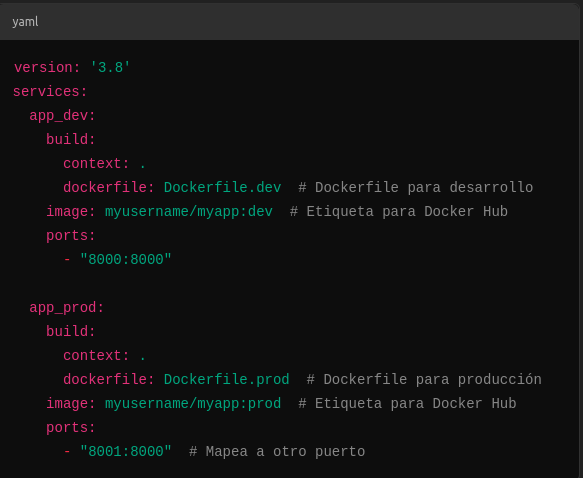 yaml
version: '3.8'
services:
  app_dev:
    build:
      context: .
      dockerfile: Dockerfile.dev  # Dockerfile para desarrollo
    image: myusername/myapp:dev  # Etiqueta para Docker Hub
    ports:
      - "8000:8000"

  app_prod:
    build:
      context: .
      dockerfile: Dockerfile.prod  # Dockerfile para producción
    image: myusername/myapp:prod  # Etiqueta para Docker Hub
    ports:
      - "8001:8000"  # Mapea a otro puerto